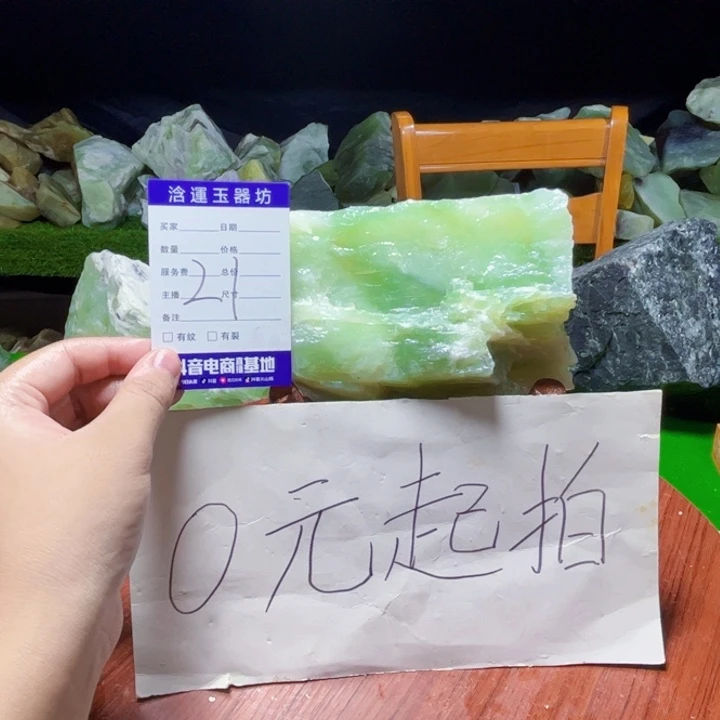 浛運玉器坊
买家 日期
数量 价格
服务费 总价
主播 尺寸
21
备注
□有纹 □有裂
抖音电商 基地
0元起拍